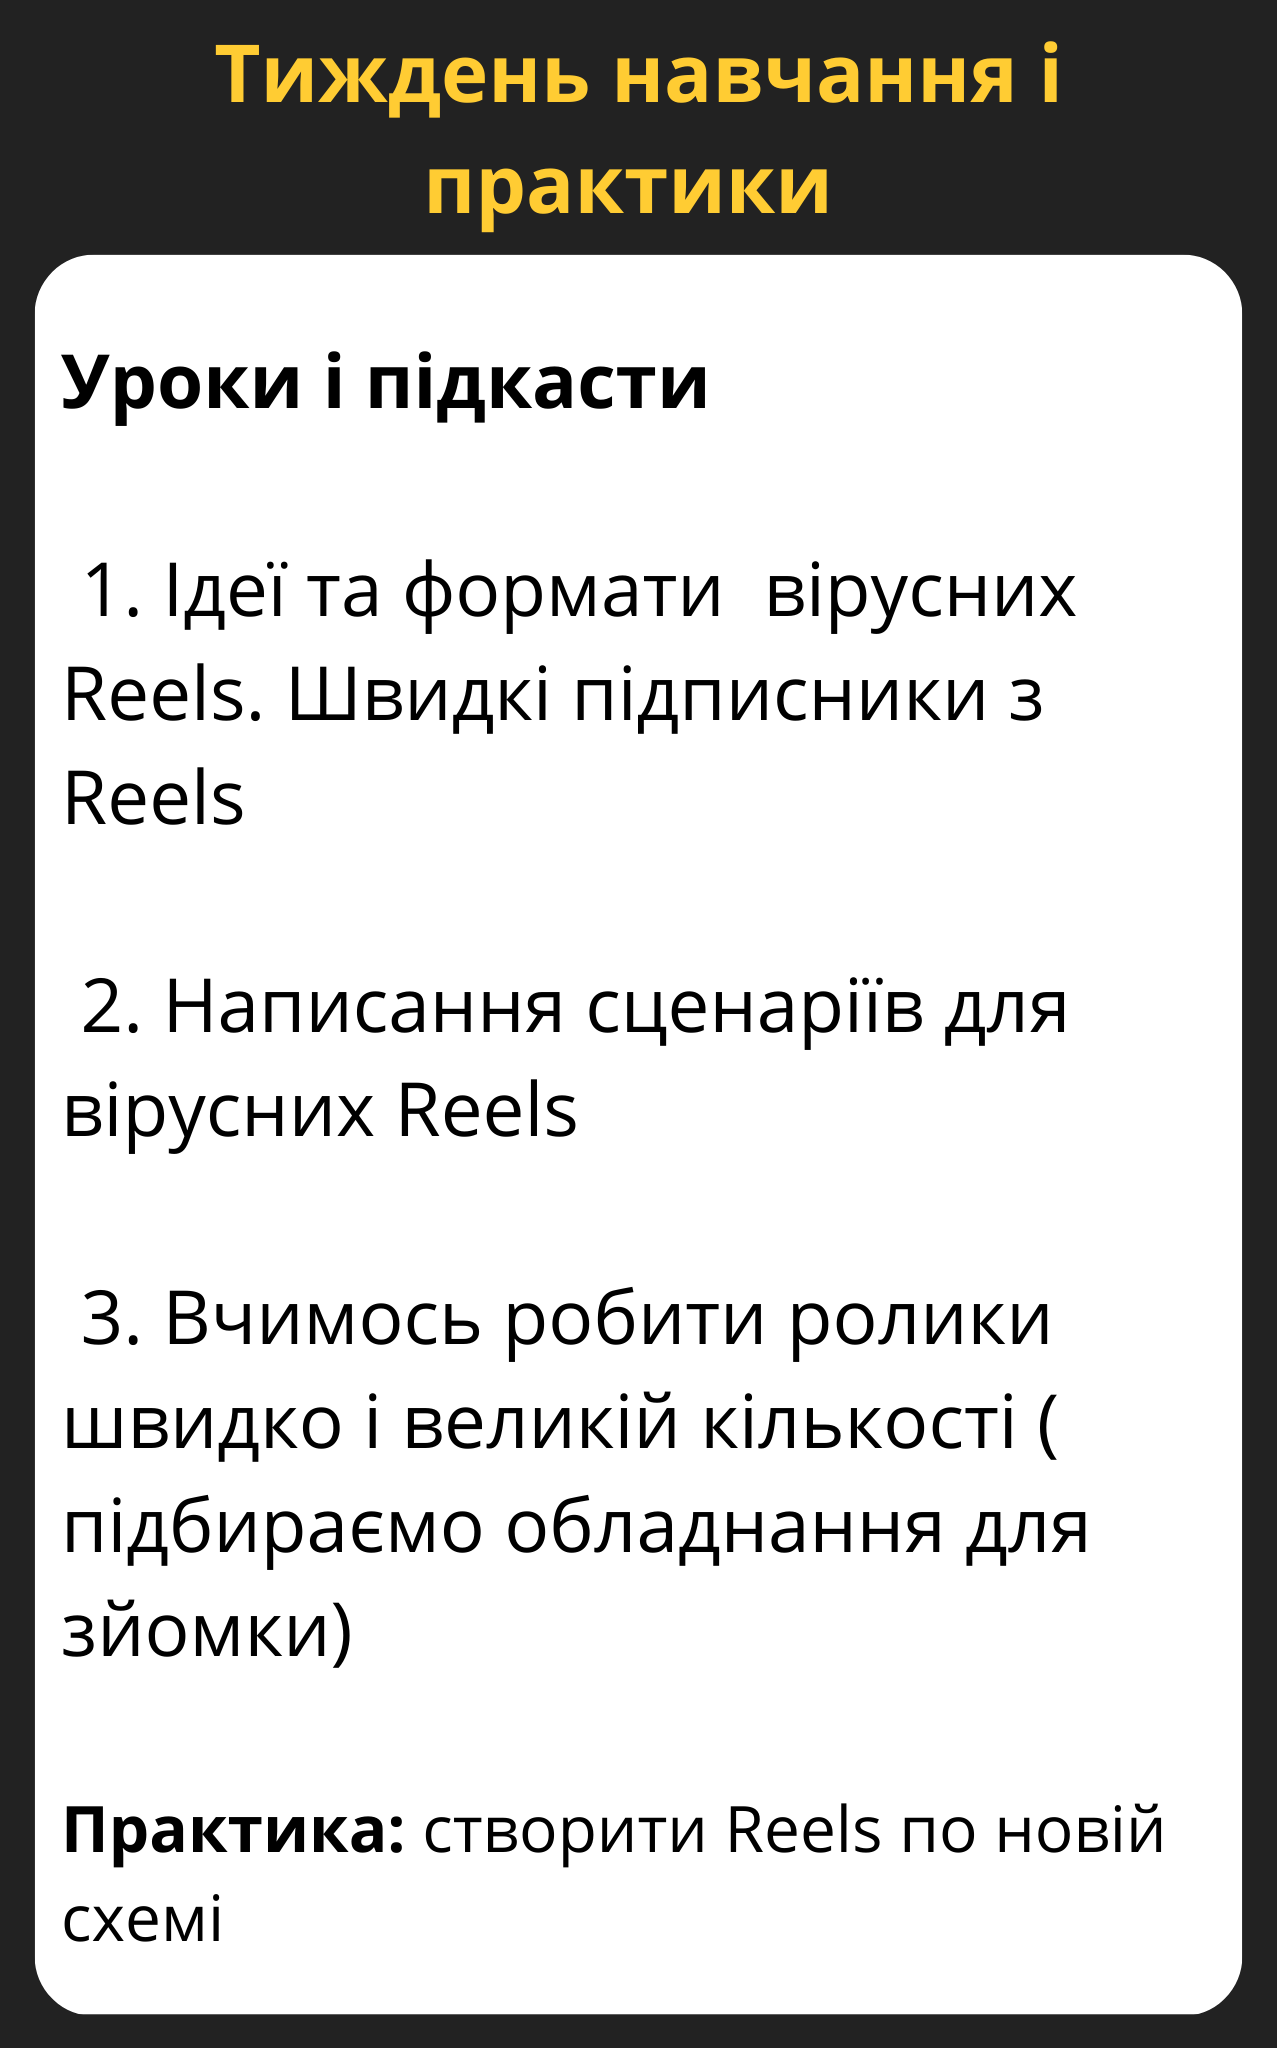 Тиждень навчання і
практики
Уроки і підкасти
1. Ідеї та формати  вірусних
Reels. Швидкі підписники з
Reels
2. Написання сценаріїв для
вірусних Reels
3. Вчимось робити ролики
швидко і великій кількості (
підбираємо обладнання для
зйомки)
Практика: створити Reels по новій
схемі